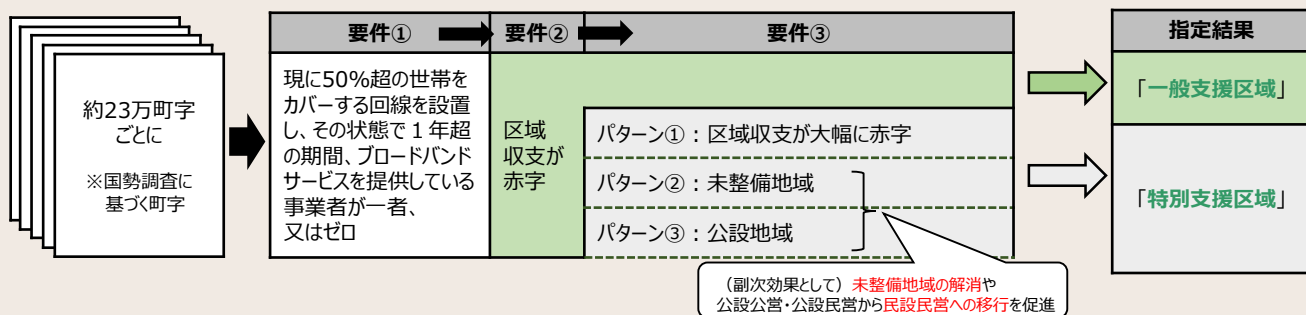 約23万町字
ごとに
※国勢調査に
基づく町字
要件①
要件②
要件③
現に50%超の世帯を
カバーする回線を設置
し、その状態で１年超
の期間、ブロードバンド
サービスを提供している
事業者が一者、
又はゼロ
区域
収支が
赤字
パターン①：区域収支が大幅に赤字
パターン②：未整備地域
パターン③：公設地域
（副次効果として）未整備地域の解消や
公設公営・公設民営から民設民営への移行を促進
指定結果
「一般支援区域」
「特別支援区域」